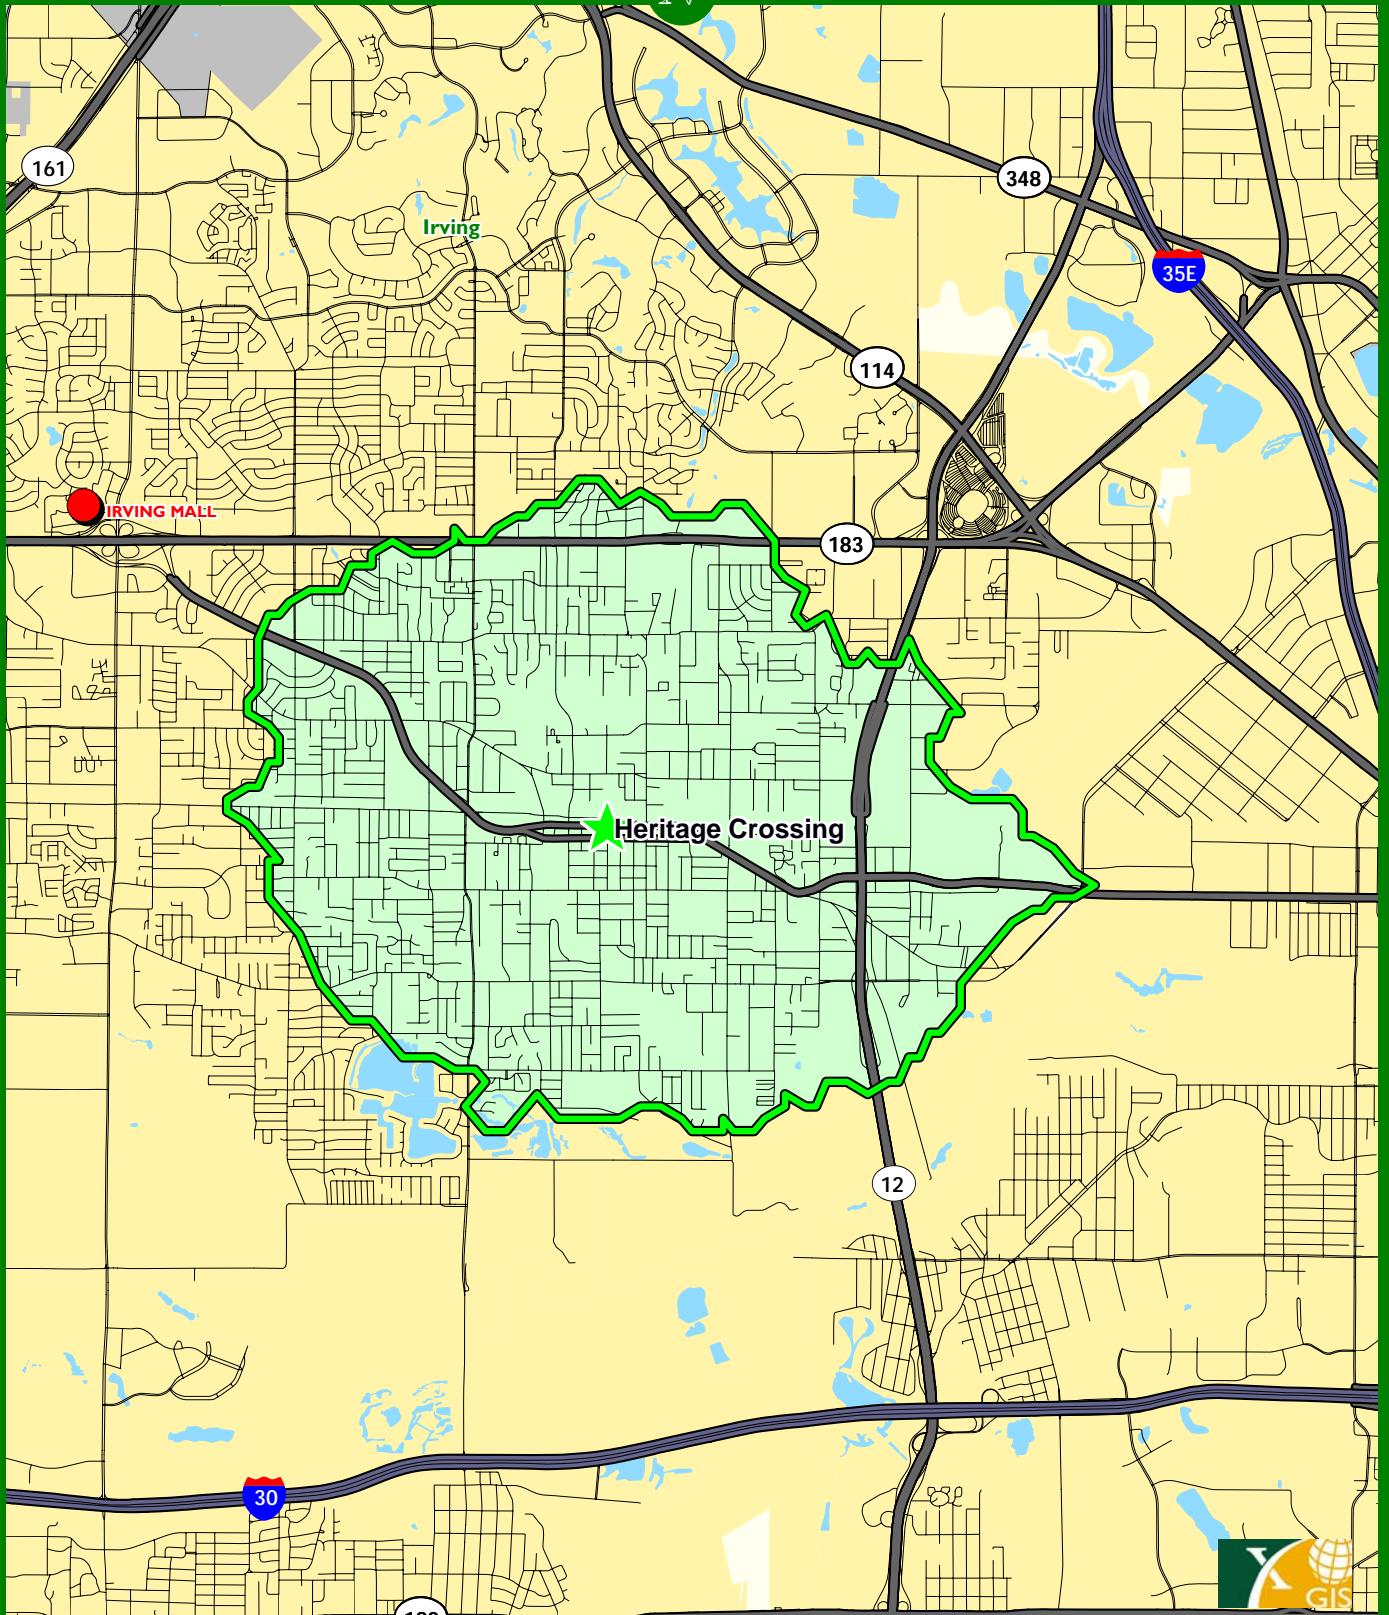 161
348
Irving
35E
114
IRVING MALL
183
Heritage Crossing
12
30
X
GIS